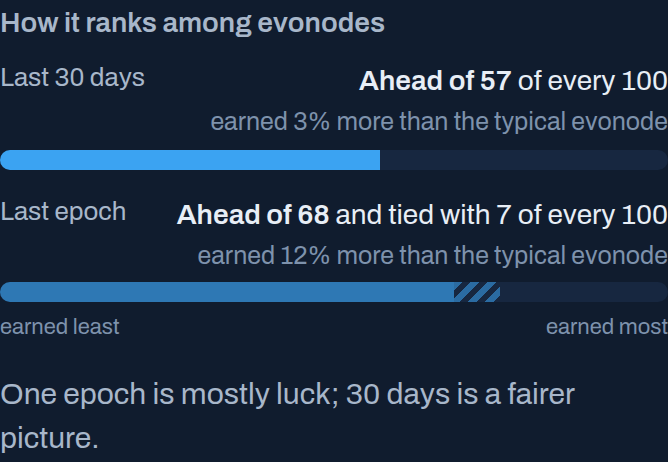 How it ranks among evonodes
Last 30 days
Ahead of 57 of every 100
earned 3% more than the typical evonode
Last epoch
Ahead of 68 and tied with 7 of every 100
earned 12% more than the typical evonode
earned least
earned most
One epoch is mostly luck; 30 days is a fairer
picture.